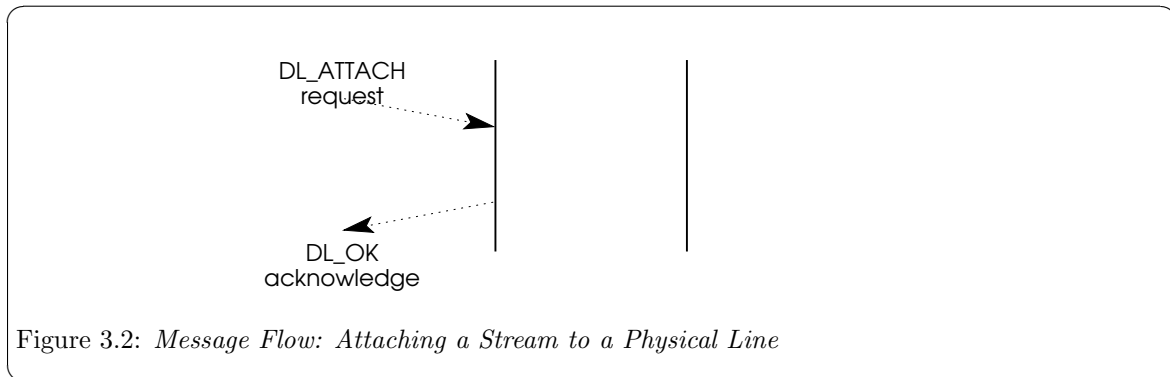 DL_ATTACH
request
DL_OK
acknowledge
Figure 3.2: Message Flow: Attaching a Stream to a Physical Line